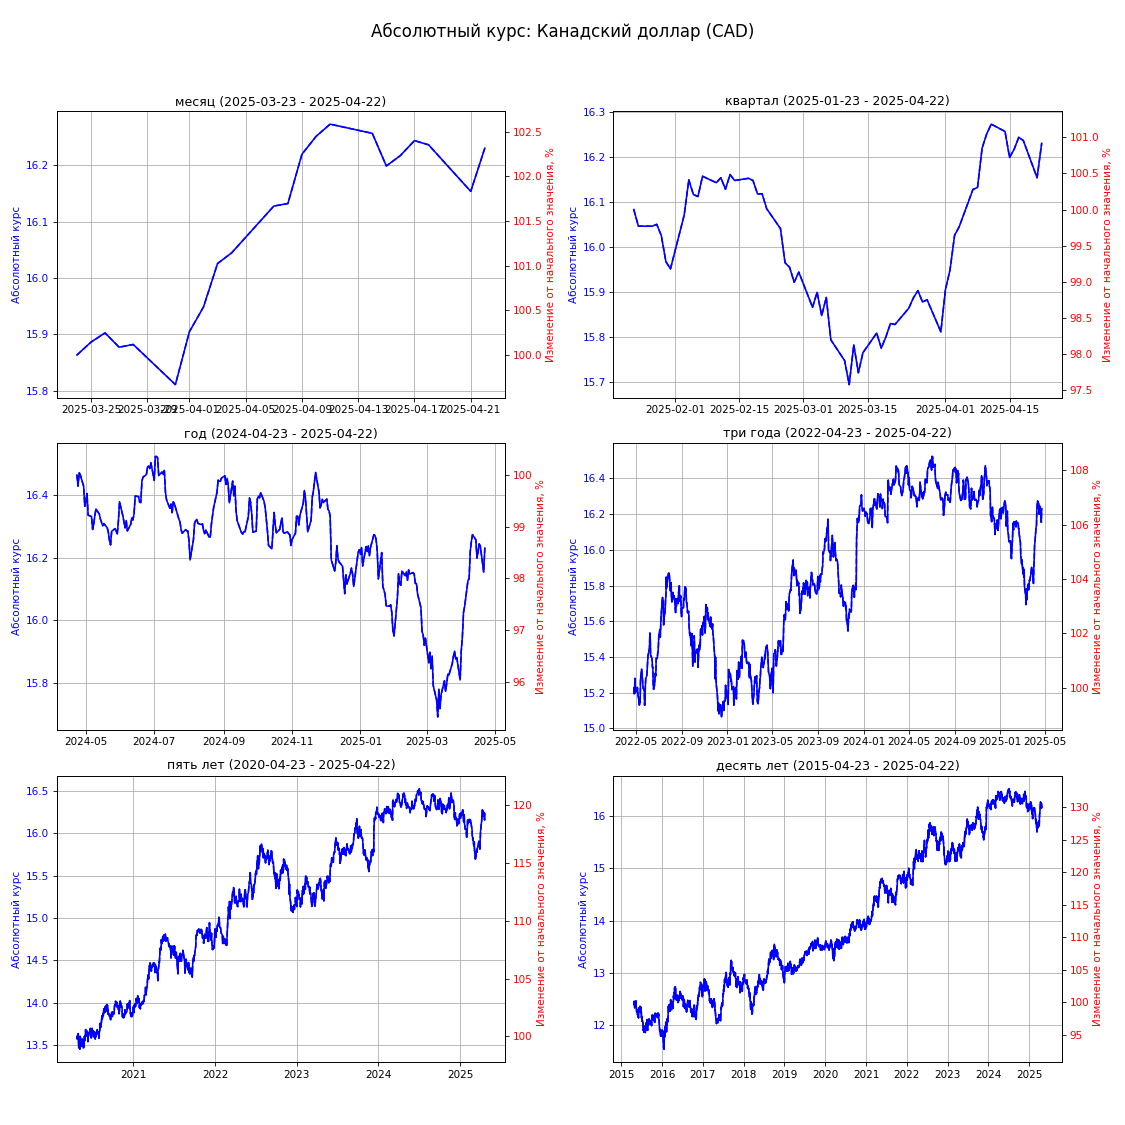 Абсолютный курс: Канадский доллар (CAD)
месяц (2025-03-23 - 2025-04-22)
Абсолютный курс
16.2
16.1
16.0
15.9
15.8
102.5
102.0
101.5
101.0
100.5
100.0
Изменение от начального значения, %
2025-03-25 2025-03-29 2025-04-01 2025-04-05 2025-04-09 2025-04-13 2025-04-17 2025-04-21
квартал (2025-01-23 - 2025-04-22)
Абсолютный курс
16.3
16.2
16.1
16.0
15.9
15.8
15.7
101.0
100.5
100.0
99.5
99.0
98.5
98.0
97.5
Изменение от начального значения, %
2025-02-01 2025-02-15 2025-03-01 2025-03-15 2025-04-01 2025-04-15
год (2024-04-23 - 2025-04-22)
Абсолютный курс
16.4
16.2
16.0
15.8
100
99
98
97
96
Изменение от начального значения, %
2024-05 2024-07 2024-09 2024-11 2025-01 2025-03 2025-05
три года (2022-04-23 - 2025-04-22)
Абсолютный курс
16.4
16.2
16.0
15.8
15.6
15.4
15.2
15.0
108
106
104
102
100
Изменение от начального значения, %
2022-05 2022-09 2023-01 2023-05 2023-09 2024-01 2024-05 2024-09 2025-01 2025-05
пять лет (2020-04-23 - 2025-04-22)
Абсолютный курс
16.5
16.0
15.5
15.0
14.5
14.0
13.5
120
115
110
105
100
Изменение от начального значения, %
2021 2022 2023 2024 2025
десять лет (2015-04-23 - 2025-04-22)
Абсолютный курс
16
15
14
13
12
130
125
120
115
110
105
100
95
Изменение от начального значения, %
2015 2016 2017 2018 2019 2020 2021 2022 2023 2024 2025